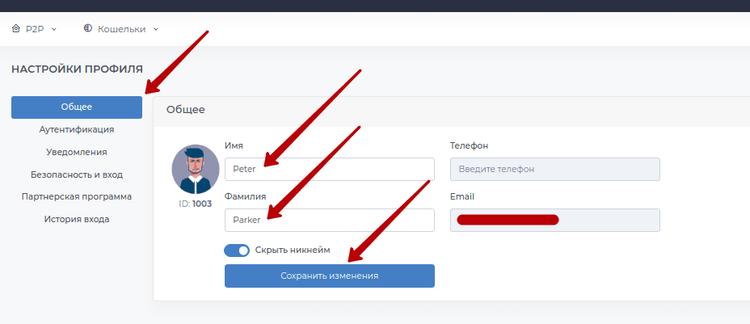 P2P Кошельки
НАСТРОЙКИ ПРОФИЛЯ
Общее
Аутентификация
Уведомления
Безопасность и вход
Партнерская программа
История входа
Общее
ID: 1003
Имя
Peter
Телефон
Введите телефон
Фамилия
Parker
Email
Скрыть никнейм
Сохранить изменения